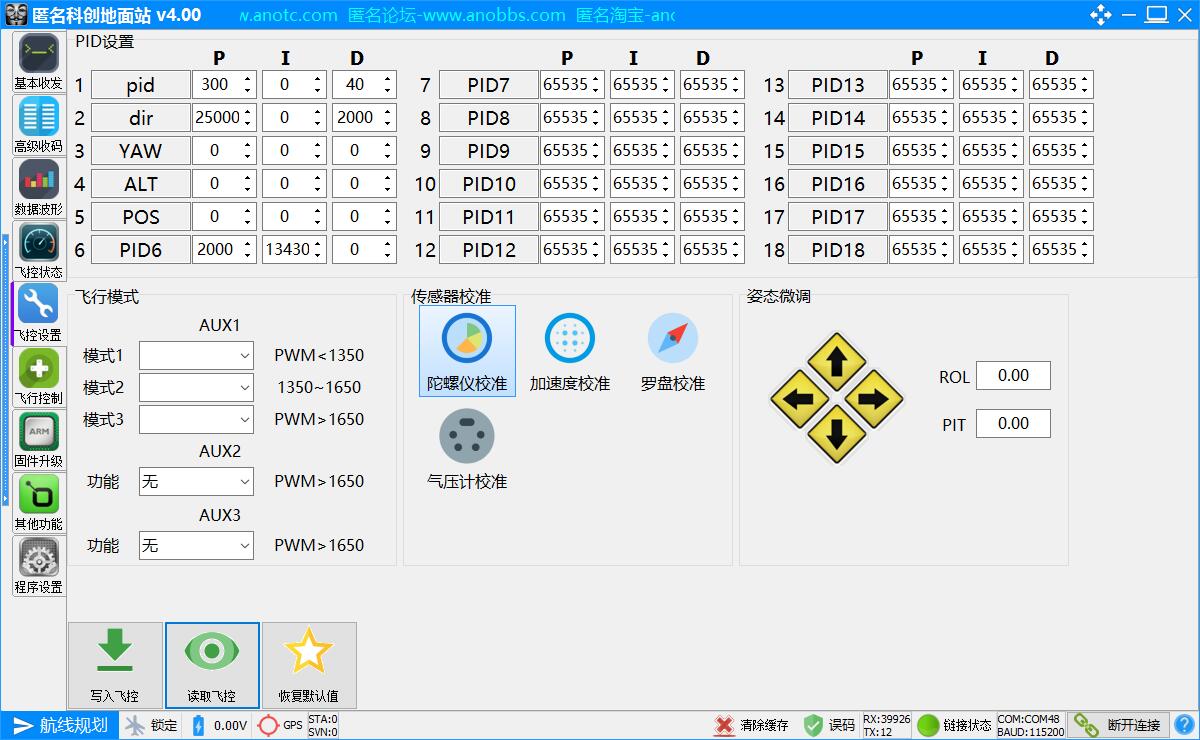 匿名科创地面站 v4.00
w.anotc.com 匿名论坛-www.anobbs.com 匿名淘宝-ano
基本收发
高级收码
数据波形
飞控状态
飞控设置
飞行控制
ARM
固件升级
其他功能
程序设置
PID设置
P I D P I D P I D
1 pid 300 0 40 7 PID7 65535 65535 65535 13 PID13 65535 65535 65535
2 dir 25000 0 2000 8 PID8 65535 65535 65535 14 PID14 65535 65535 65535
3 YAW 0 0 0 9 PID9 65535 65535 65535 15 PID15 65535 65535 65535
4 ALT 0 0 0 10 PID10 65535 65535 65535 16 PID16 65535 65535 65535
5 POS 0 0 0 11 PID11 65535 65535 65535 17 PID17 65535 65535 65535
6 PID6 2000 13430 0 12 PID12 65535 65535 65535 18 PID18 65535 65535 65535
飞行模式
AUX1
模式1 PWM<1350
模式2 1350~1650
模式3 PWM>1650
AUX2
功能 无 PWM>1650
AUX3
功能 无 PWM>1650
传感器校准
陀螺仪校准 加速度校准 罗盘校准
气压计校准
姿态微调
ROL 0.00
PIT 0.00
写入飞控 读取飞控 恢复默认值
航线规划 锁定 0.00V GPS STA:0
SVN:0
清除缓存 误码 RX:39926
TX:12
链接状态 COM:COM48
BAUD:115200
断开连接